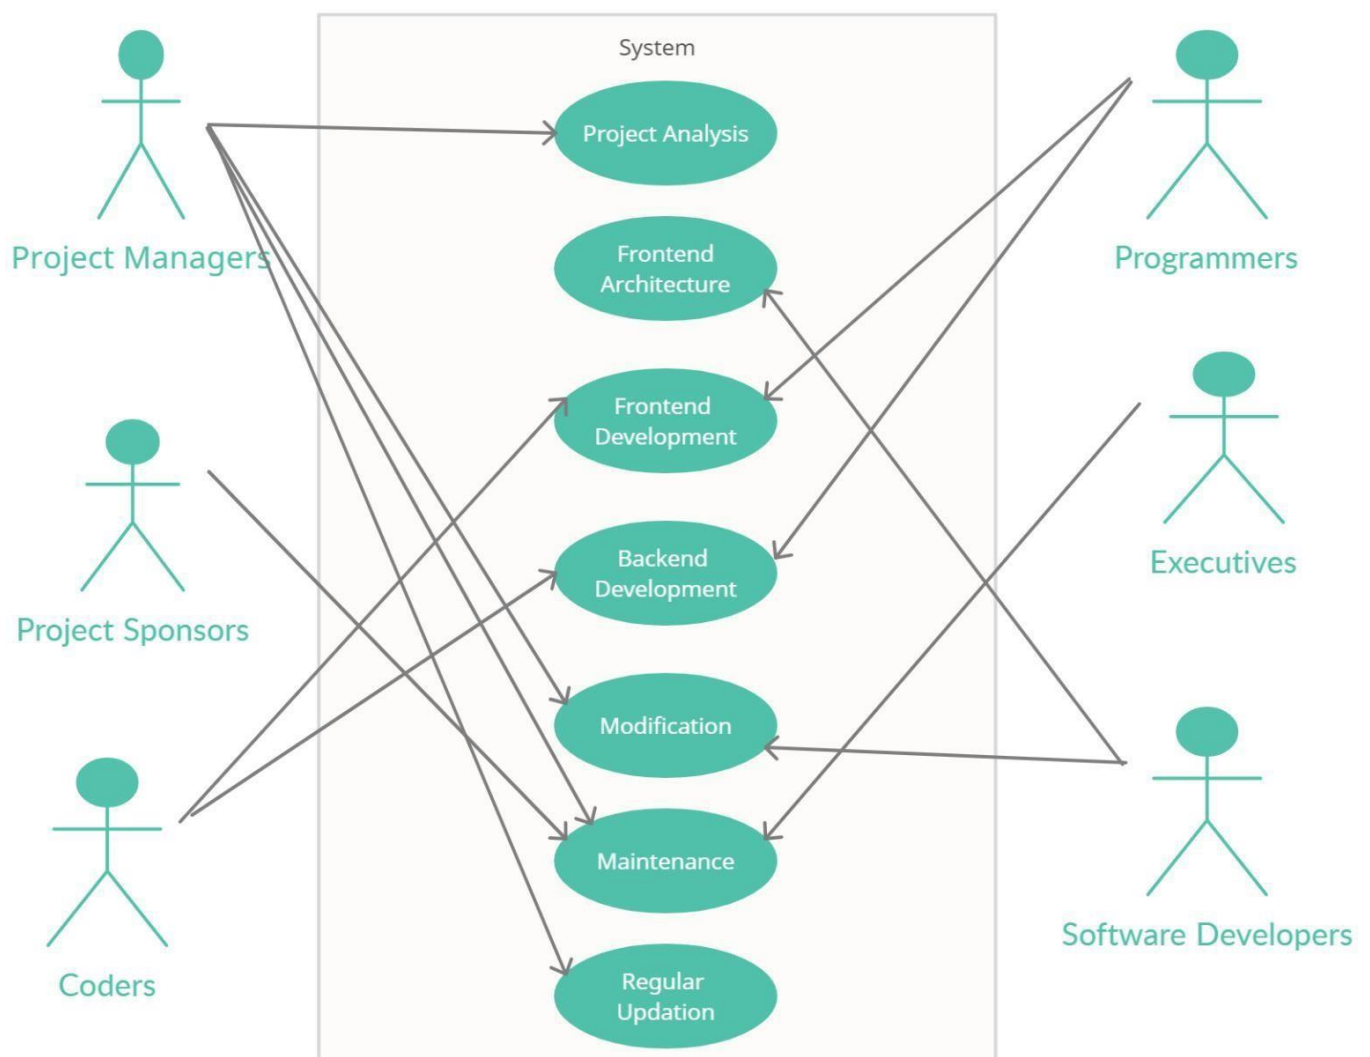 System
Project Analysis
Project Managers
Programmers
Frontend
Architecture
Frontend
Development
Project Sponsors
Executives
Backend
Development
Modification
Maintenance
Coders
Software Developers
Regular
Updation